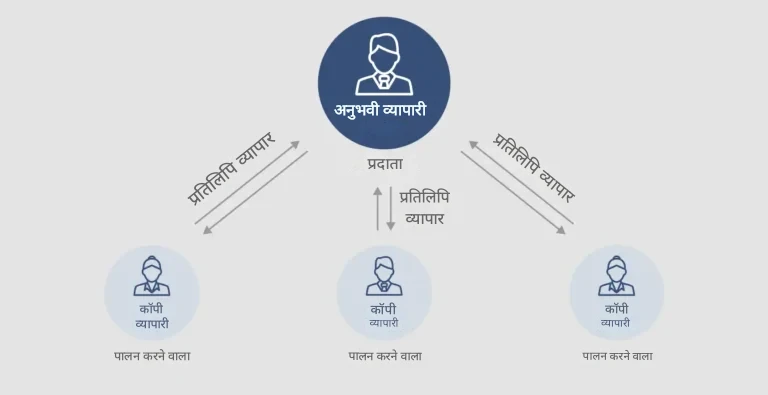 अनुभवी व्यापारी
प्रदाता
प्रतिलिपि व्यापार
प्रतिलिपि
व्यापार
प्रतिलिपि व्यापार
कॉपी
व्यापारी
पालन करने वाला
कॉपी
व्यापारी
पालन करने वाला
कॉपी
व्यापारी
पालन करने वाला